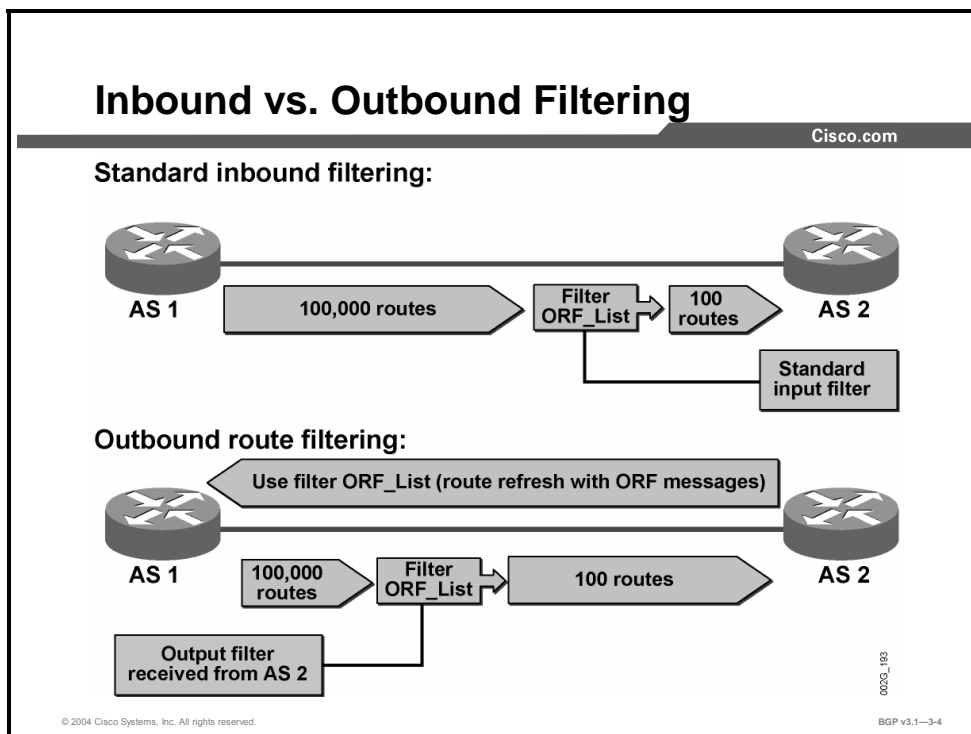 Inbound vs. Outbound Filtering
Cisco.com
Standard inbound filtering:
AS 1
100,000 routes
Filter
ORF_List
100
routes
AS 2
Standard
input filter
Outbound route filtering:
Use filter ORF_List (route refresh with ORF messages)
AS 1
100,000
routes
Filter
ORF_List
100 routes
AS 2
Output filter
received from AS 2
002G_193
© 2004 Cisco Systems, Inc. All rights reserved.
BGP v3.1—3-4